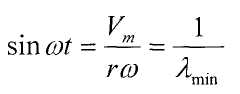 sin ωt = V_m / rω = 1 / λ_min